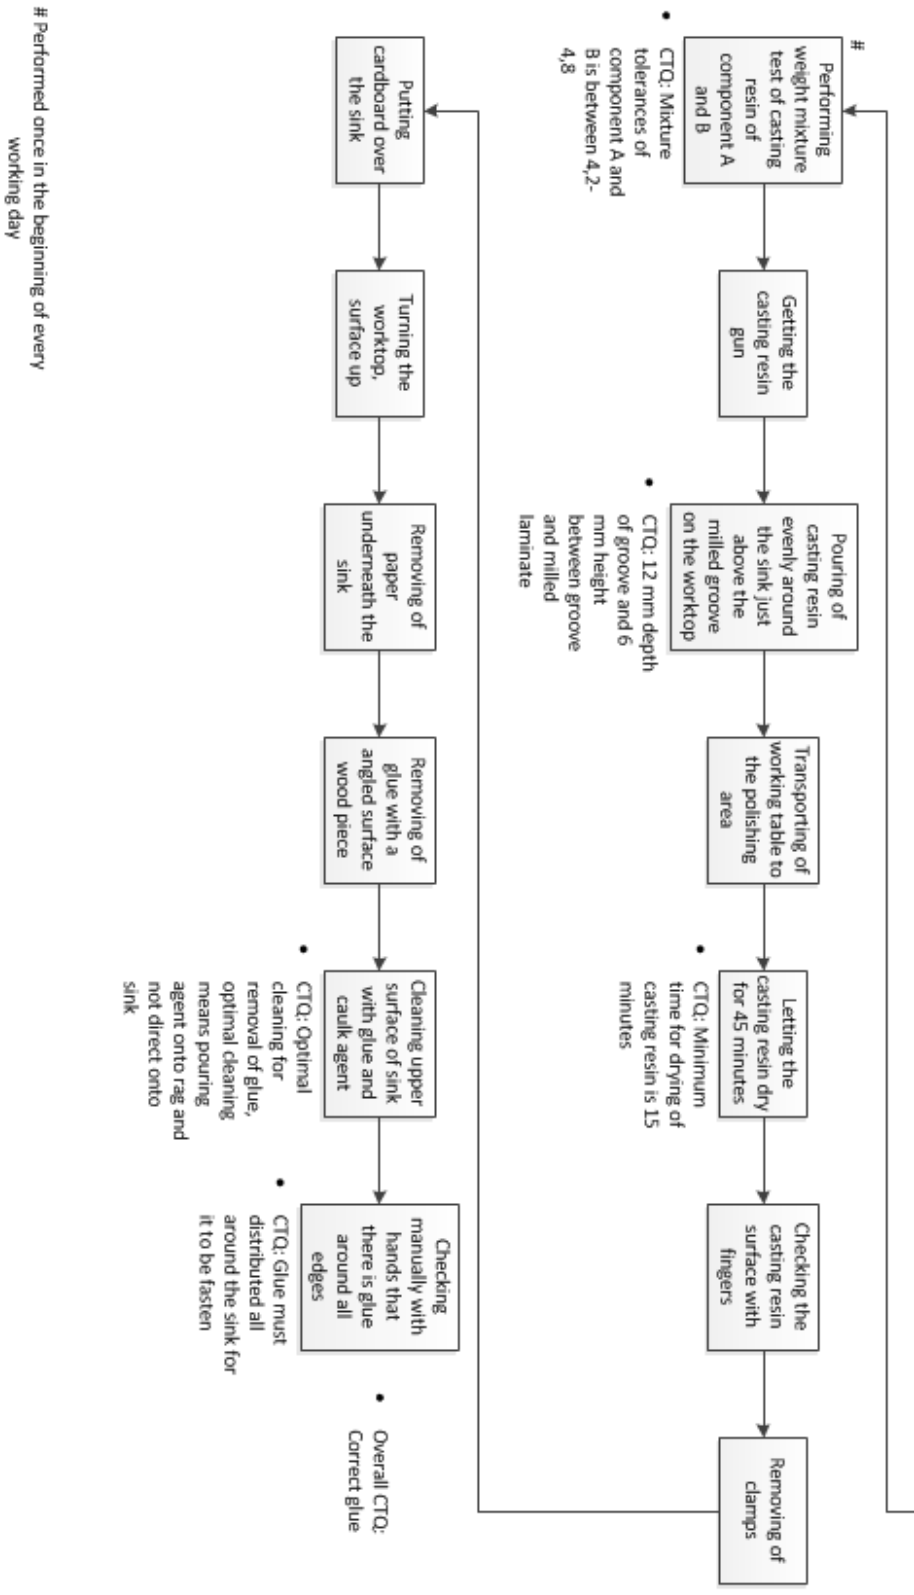 #
Performing
weight mixture
test of casting
resin of
component A
and B
• CTQ: Mixture
tolerances of
component A and
B is between 4,2-
4,8
Getting the
casting resin
gun
Pouring of
casting resin
evenly around
the sink just
above the
milled groove
on the worktop
• CTQ: 12 mm depth
of groove and 6
mm height
between groove
and milled
laminate
Transporting of
working table to
the polishing
area
Letting the
casting resin dry
for 45 minutes
• CTQ: Minimum
time for drying of
casting resin is 15
minutes
Checking the
casting resin
surface with
fingers
Removing of
clamps
Putting
cardboard over
the sink
Turning the
worktop,
surface up
Removing of
paper
underneath the
sink
Removing of
glue with a
angled surface
wood piece
Cleaning upper
surface of sink
with glue and
caulk agent
• CTQ: Optimal
cleaning for
removal of glue,
optimal cleaning
means pouring
agent onto rag and
not direct onto
sink
Checking
manually with
hands that
there is glue
around all
edges
• CTQ: Glue must
distributed all
around the sink for
it to be fasten
• Overall CTQ:
Correct glue
# Performed once in the beginning of every
working day